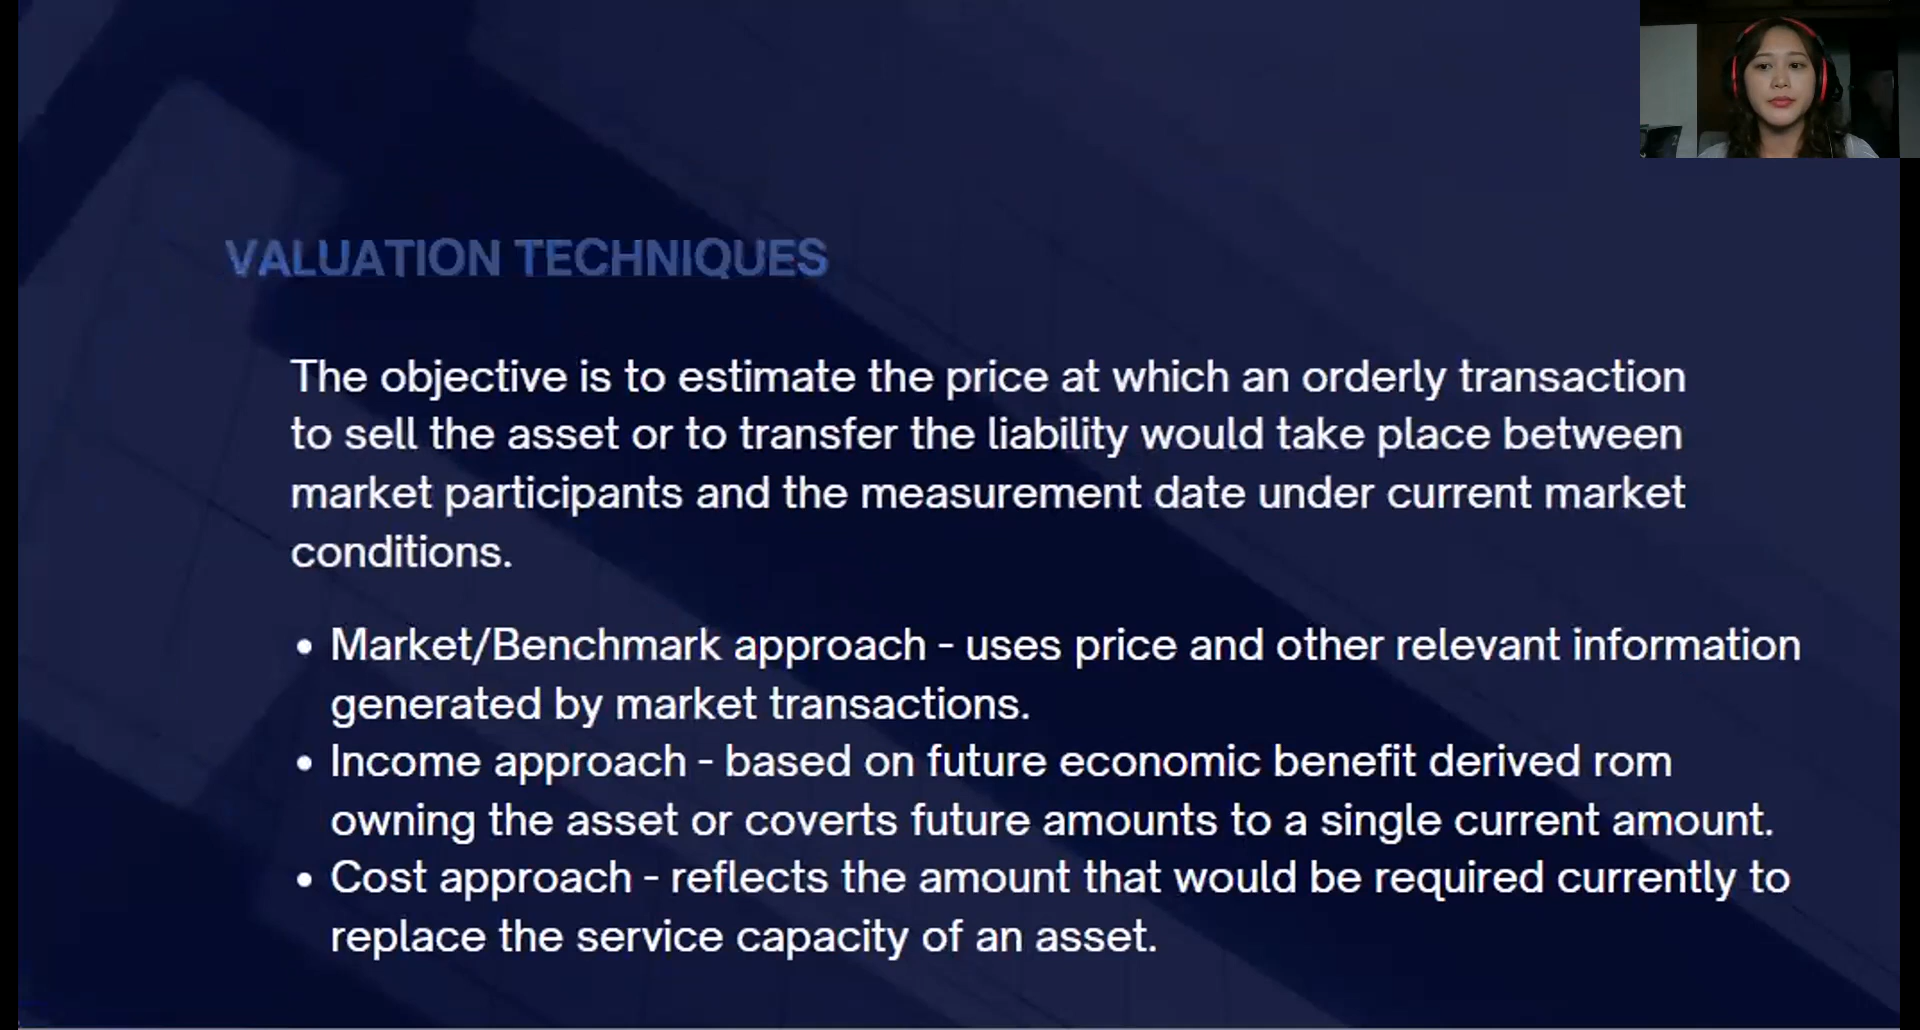 VALUATION TECHNIQUES
The objective is to estimate the price at which an orderly transaction
to sell the asset or to transfer the liability would take place between
market participants and the measurement date under current market
conditions.
• Market/Benchmark approach - uses price and other relevant information
generated by market transactions.
• Income approach - based on future economic benefit derived rom
owning the asset or coverts future amounts to a single current amount.
• Cost approach - reflects the amount that would be required currently to
replace the service capacity of an asset.